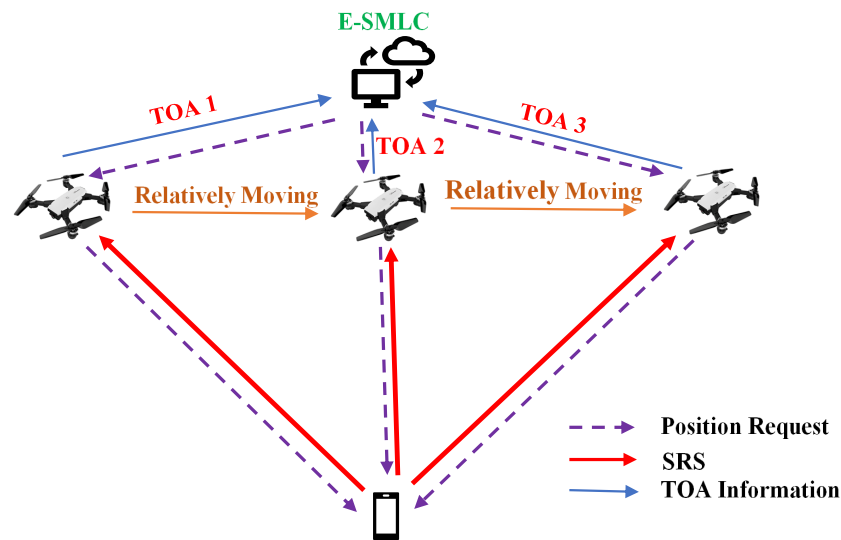 E-SMLC
TOA 1
TOA 2
TOA 3
Relatively Moving
Relatively Moving
Position Request
SRS
TOA Information